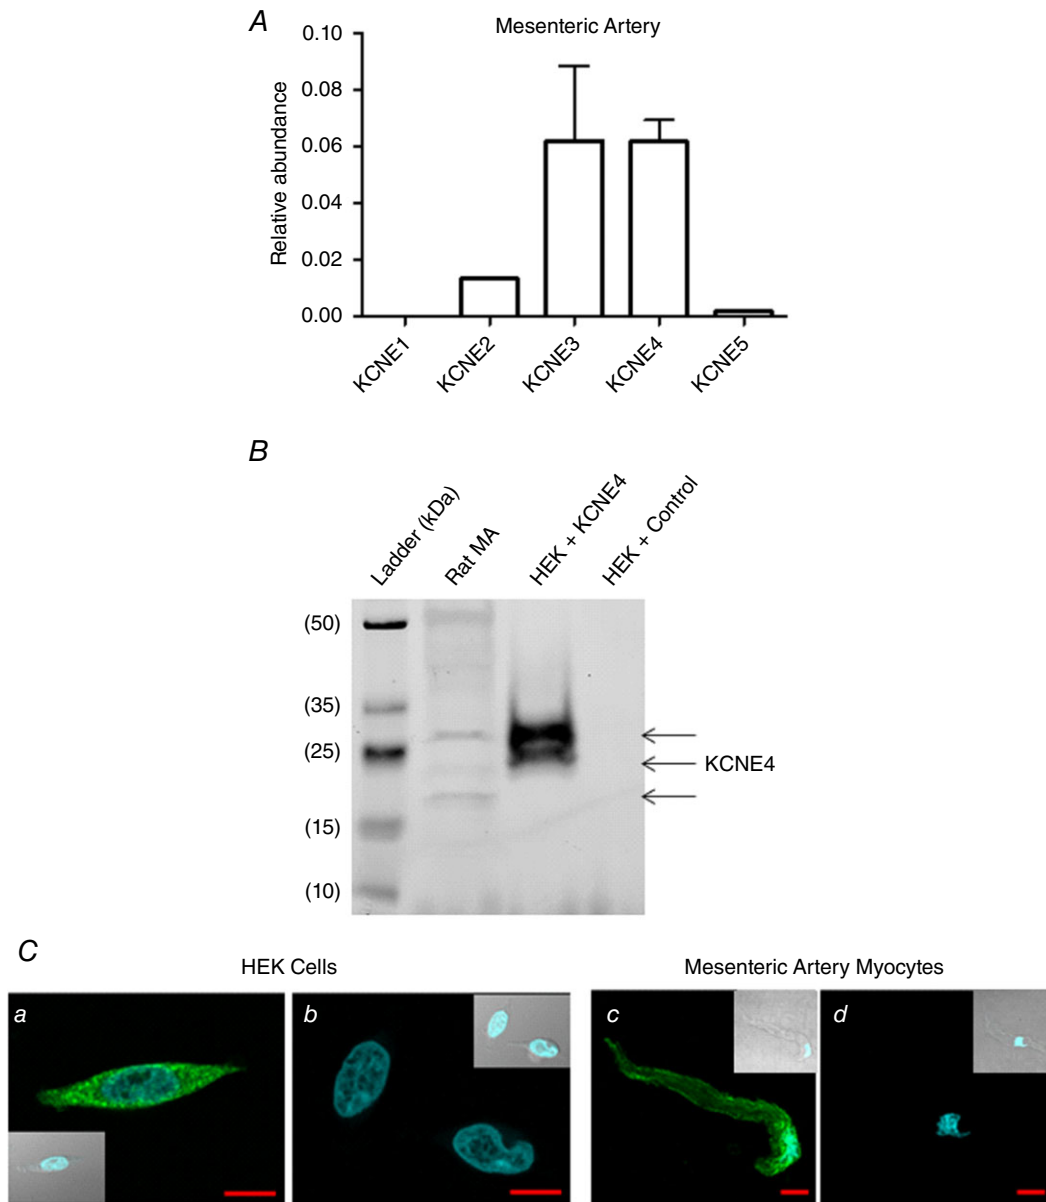 A
Mesenteric Artery
Relative abundance
0.10
0.08
0.06
0.04
0.02
0.00
KCNE1
KCNE2
KCNE3
KCNE4
KCNE5
B
Ladder (kDa)
Rat MA
HEK + KCNE4
HEK + Control
(50)
(35)
(25)
(15)
(10)
KCNE4
C
HEK Cells
Mesenteric Artery Myocytes
a
b
c
d